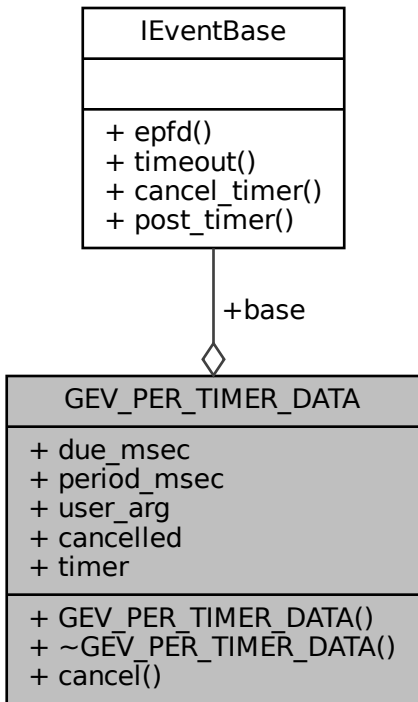 IEventBase
+ epfd()
+ timeout()
+ cancel_timer()
+ post_timer()
+base
GEV_PER_TIMER_DATA
+ due_msec
+ period_msec
+ user_arg
+ cancelled
+ timer
+ GEV_PER_TIMER_DATA()
+ ~GEV_PER_TIMER_DATA()
+ cancel()